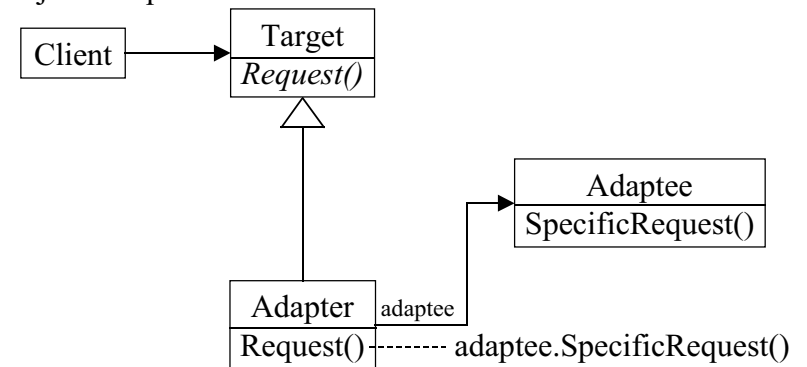 Target
Client
Request()
Adaptee
SpecificRequest()
Adapter
adaptee
Request()
adaptee.SpecificRequest()